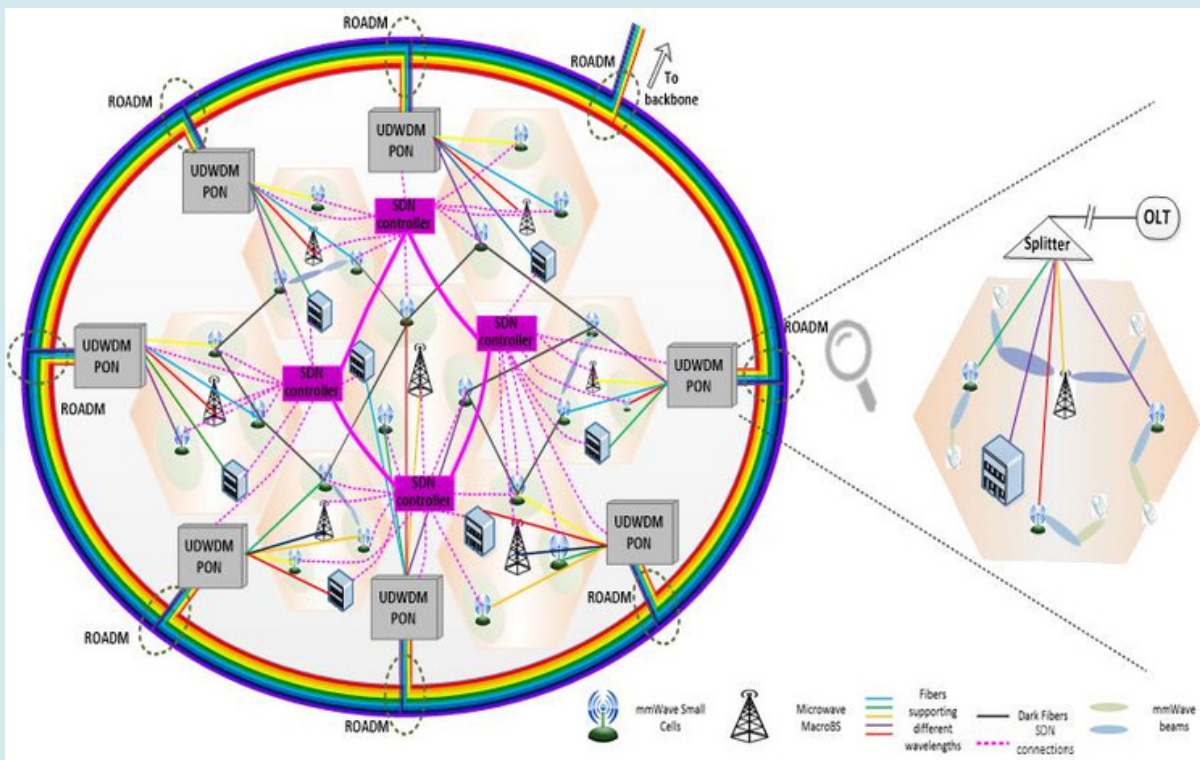 ROADM
ROADM
To
backbone
ROADM
UDWDM
PON
UDWDM
PON
SDN
controller
SDN
controller
ROADM
UDWDM
PON
ROADM
SDN
controller
UDWDM
PON
SDN
controller
UDWDM
PON
UDWDM
PON
UDWDM
PON
ROADM
ROADM
ROADM
OLT
Splitter
mmWave Small
Cells
Microwave
MacroBS
Fibers
supporting
different
wavelengths
Dark Fibers
SDN
connections
mmWave
beams